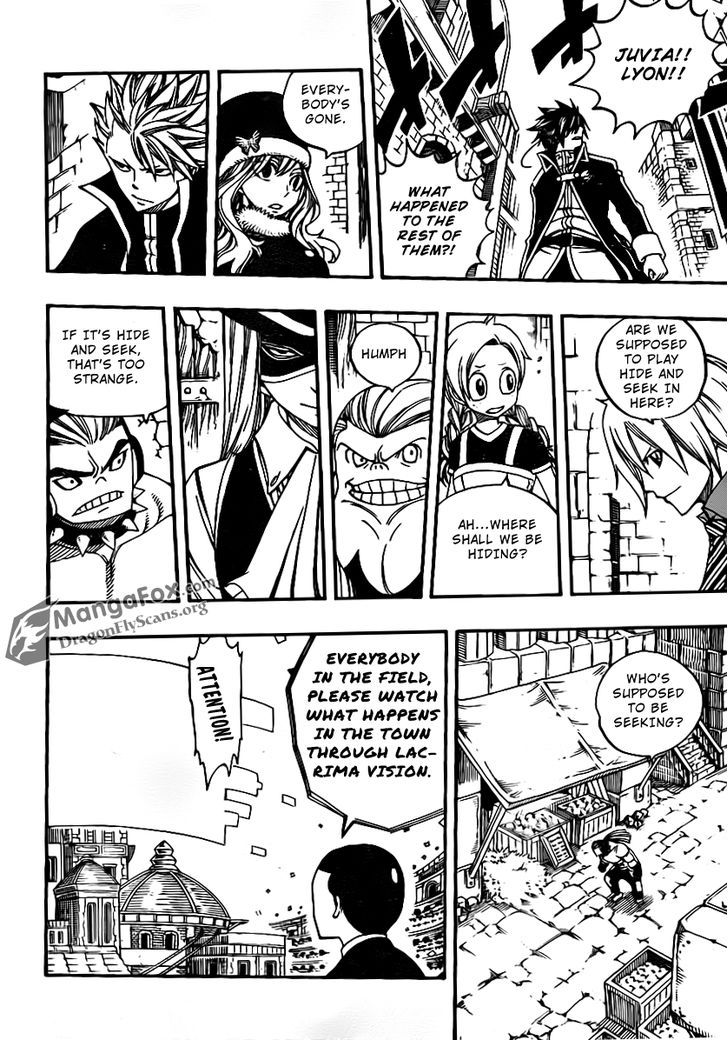 JUVIA!!
LYON!!
WHAT
HAPPENED
TO THE
REST OF
THEM?!
EVERY-
BODY'S
GONE.
ARE WE
SUPPOSED
TO PLAY
HIDE AND
SEEK IN
HERE?
AH...WHERE
SHALL WE BE
HIDING?
HUMPH
IF IT'S HIDE
AND SEEK,
THAT'S TOO
STRANGE.
WHO'S
SUPPOSED
TO BE
SEEKING?
EVERYBODY
IN THE FIELD,
PLEASE WATCH
WHAT HAPPENS
IN THE TOWN
THROUGH LAC-
RIMA VISION.
ATTENTION!
MangaFox.com
DragonFlyScans.org